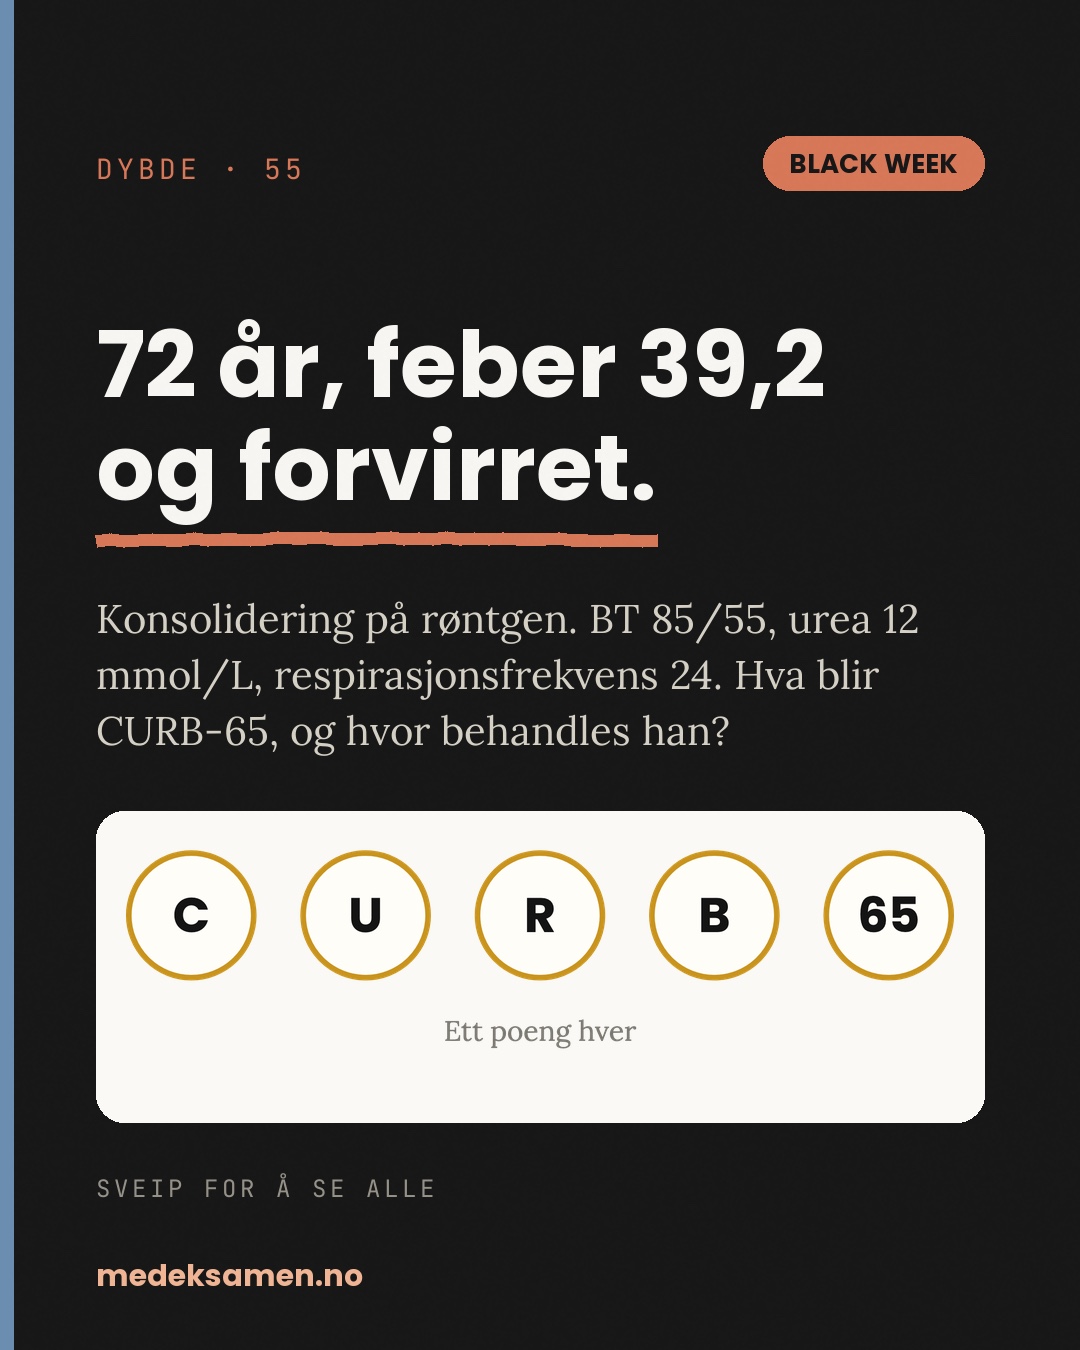 DYBDE · 55
BLACK WEEK
72 år, feber 39,2
og forvirret.
Konsolidering på røntgen. BT 85/55, urea 12
mmol/L, respirasjonsfrekvens 24. Hva blir
CURB-65, og hvor behandles han?
C U R B 65
Ett poeng hver
SVEIP FOR Å SE ALLE
medeksamen.no